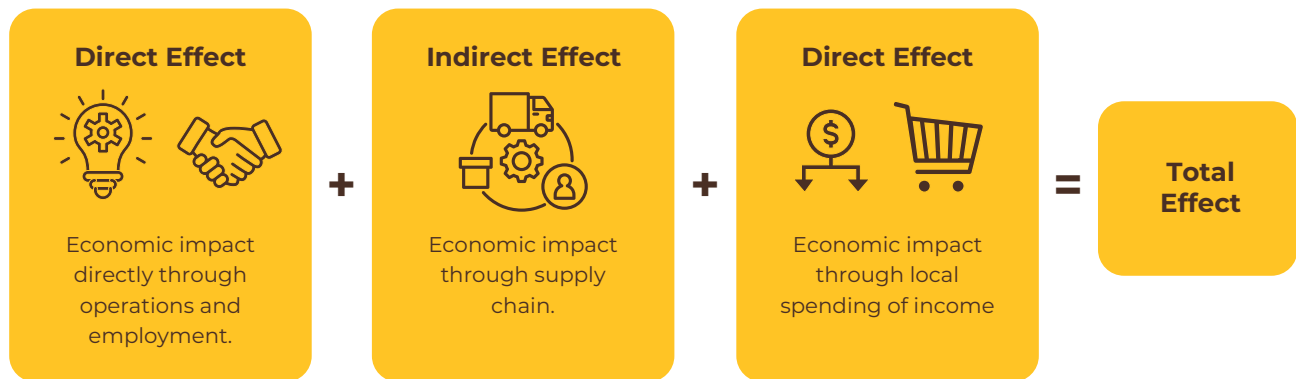 Direct Effect
Economic impact
directly through
operations and
employment.
+
Indirect Effect
Economic impact
through supply
chain.
+
Direct Effect
$
Economic impact
through local
spending of income
=
Total
Effect